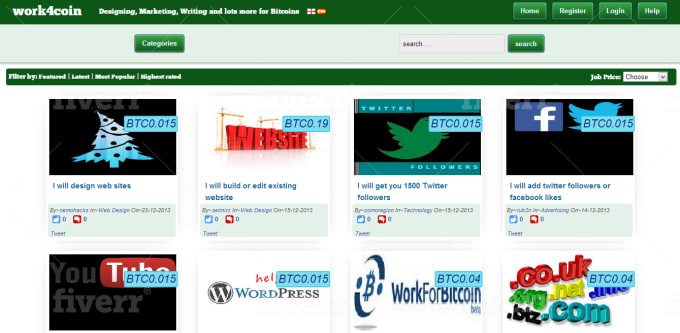 work4coin
Designing, Marketing, Writing and lots more for Bitcoins
Home
Register
Login
Help
Categories
search.....
search
Filter by: Featured | Latest | Most Popular | Highest rated
Job Price: Choose
BTC0.015
BTC0.19
TWITTER
BTC0.015
FOLLOWERS
f
BTC0.015
WEBSITE
I will design web sites
I will build or edit existing
website
I will get you 1500 Twitter
followers
I will add twitter followers or
facebook likes
By-nemohacks In-Web Design On-23-12-2013
0 0
Tweet
By-selmirz In-Web Design On-15-12-2013
0 0
Tweet
By-comoregion In-Technology On-15-12-2013
0 0
Tweet
By-rub3n In-Advertising On-14-12-2013
0 0
Tweet
You Tube
BTC0.015
fiverr
hel
BTC0.015
WORDPRESS
BTC0.04
WorkForBitcoin
beta
.co.uk
BTC0.04
.org .net
.biz .com